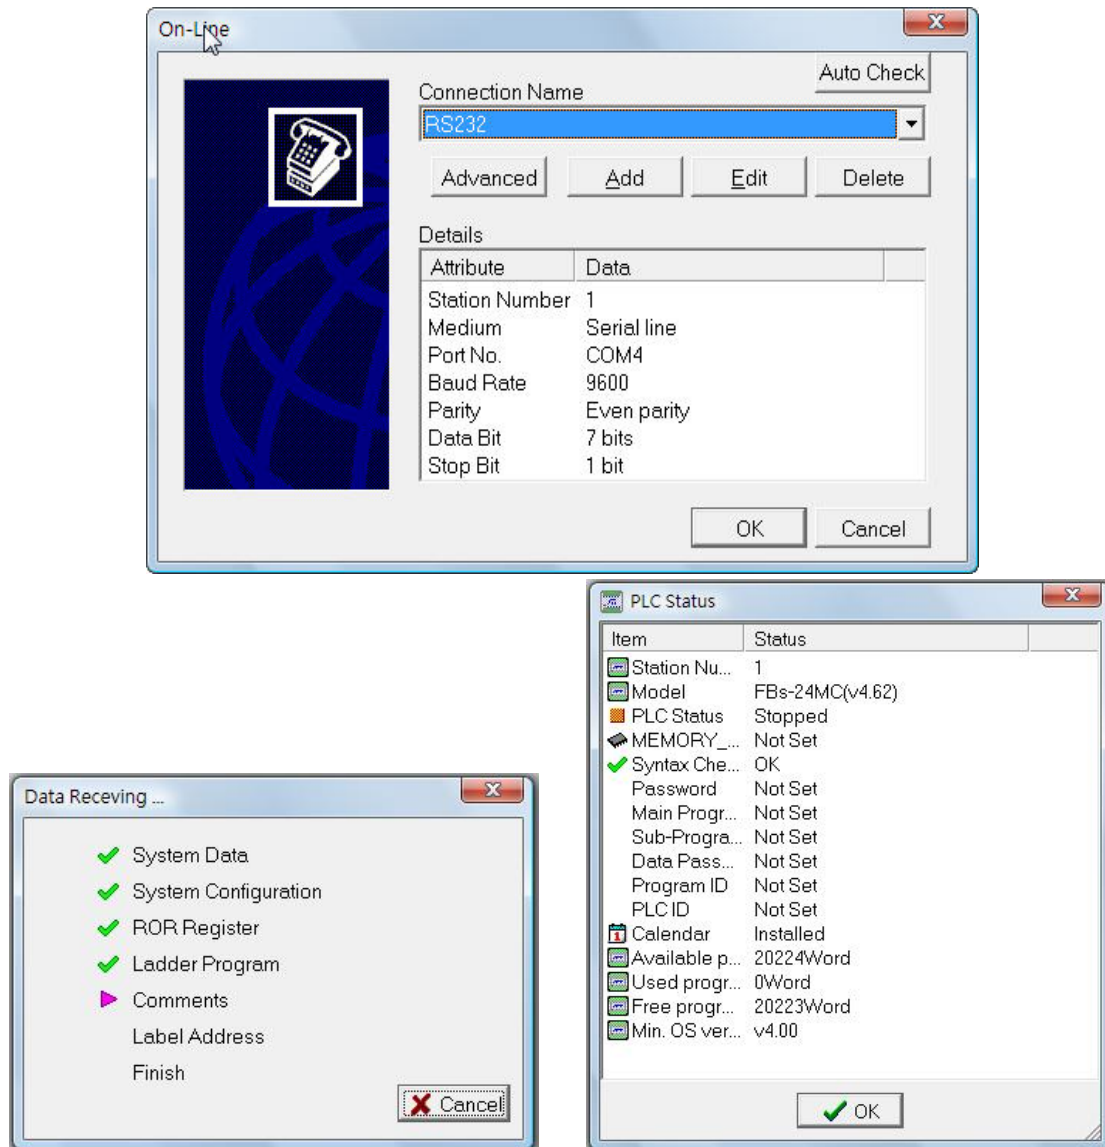 On-Line
Auto Check
Connection Name
RS232
Advanced Add Edit Delete
Details
Attribute Data
Station Number 1
Medium Serial line
Port No. COM4
Baud Rate 9600
Parity Even parity
Data Bit 7 bits
Stop Bit 1 bit
OK Cancel
PLC Status
Item Status
Station Nu... 1
Model FBs-24MC(v4.62)
PLC Status Stopped
MEMORY_... Not Set
Syntax Che... OK
Password Not Set
Main Progr... Not Set
Sub-Progra... Not Set
Data Pass... Not Set
Program ID Not Set
PLC ID Not Set
1 Calendar Installed
Available p... 20224Word
Used progr... 0Word
Free progr... 20223Word
Min. OS ver... v4.00
OK
Data Receving ...
System Data
System Configuration
ROR Register
Ladder Program
Comments
Label Address
Finish
Cancel